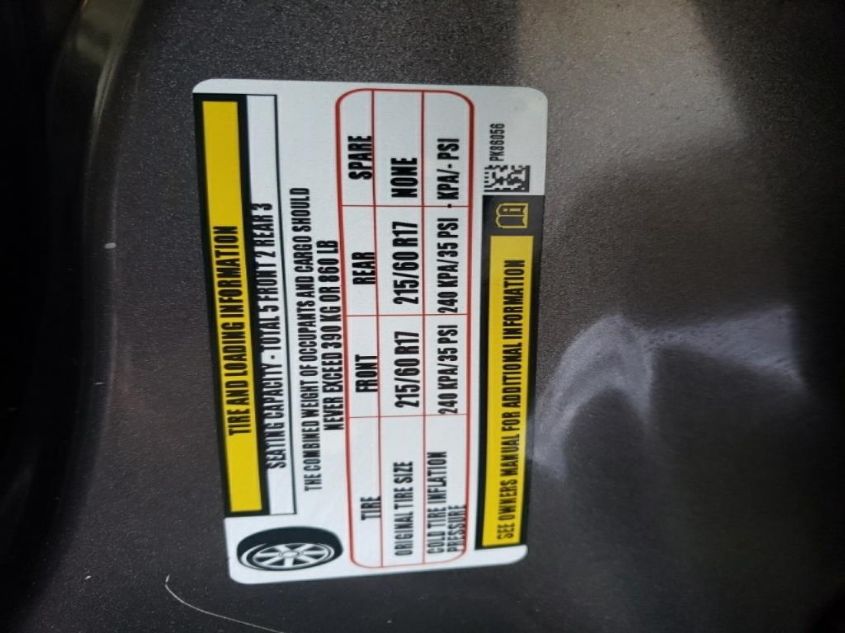 TIRE AND LOADING INFORMATION
SEATING CAPACITY - TOTAL 5 FRONT 2 REAR 3
THE COMBINED WEIGHT OF OCCUPANTS AND CARGO SHOULD
NEVER EXCEED 390 KG OR 860 LB
TIRE FRONT REAR SPARE
ORIGINAL TIRE SIZE 215/60 R17 215/60 R17 NONE
COLD TIRE INFLATION
PRESSURE 240 KPA/35 PSI 240 KPA/35 PSI - KPA/- PSI
SEE OWNERS MANUAL FOR ADDITIONAL INFORMATION
PK86056